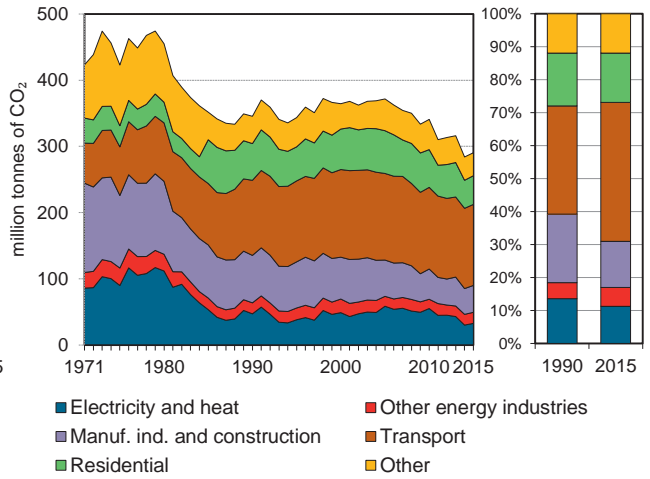 million tonnes of CO2
500
400
300
200
100
0
1971 1980 1990 2000 2010 2015
100%
90%
80%
70%
60%
50%
40%
30%
20%
10%
0%
1990 2015
5
Electricity and heat
Other energy industries
Manuf. ind. and construction
Transport
Residential
Other